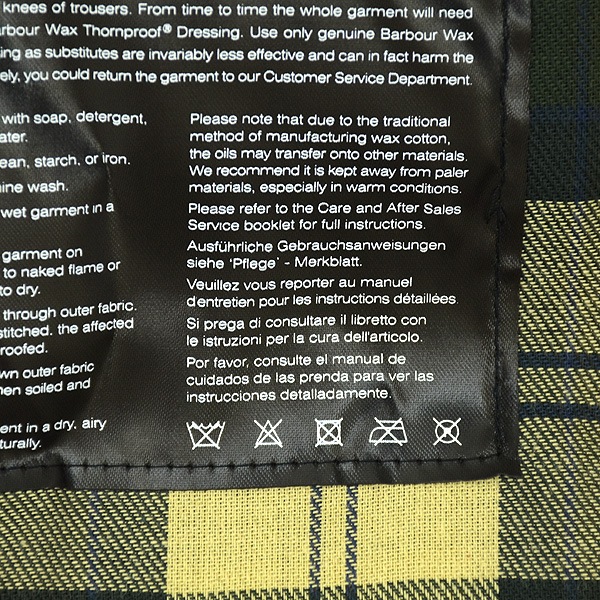 knees of trousers. From time to time the whole garment will need
rbour Wax Thornproof® Dressing. Use only genuine Barbour Wax
ing as substitutes are invariably less effective and can in fact harm the
ely, you could return the garment to our Customer Service Department.
with soap, detergent,
ater.
ean, starch, or iron.
ine wash.
wet garment in a
garment on
to naked flame or
to dry.
through outer fabric.
stitched. the affected
roofed.
wn outer fabric
hen soiled and
ent in a dry, airy
turally.
Please note that due to the traditional
method of manufacturing wax cotton,
the oils may transfer onto other materials.
We recommend it is kept away from paler
materials, especially in warm conditions.
Please refer to the Care and After Sales
Service booklet for full instructions.
Ausführliche Gebrauchsanweisungen
siehe 'Pflege' - Merkblatt.
Veuillez vous reporter au manuel
d'entretien pour les instructions détaillées.
Si prega di consultare il libretto con
le istruzioni per la cura dell'articolo.
Por favor, consulte el manual de
cuidados de las prenda para ver las
instrucciones detalladamente.